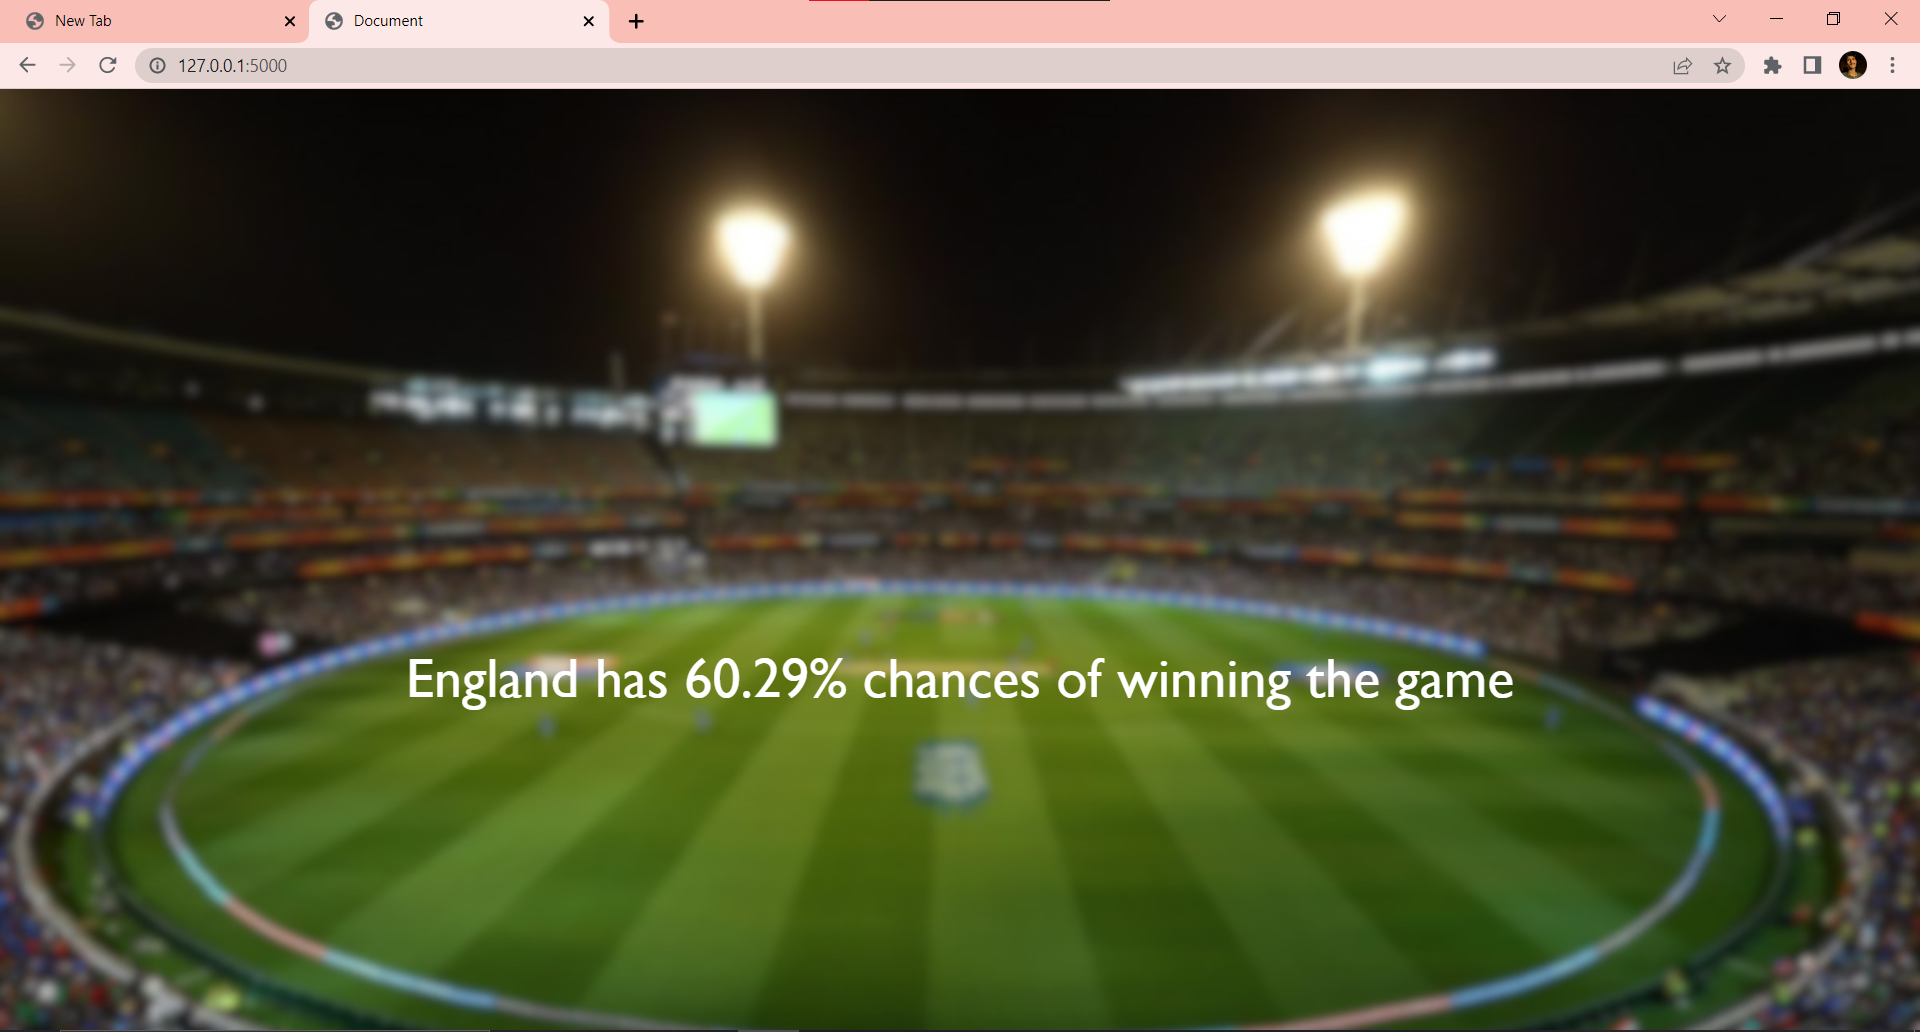 New Tab
Document
127.0.0.1:5000
England has 60.29% chances of winning the game